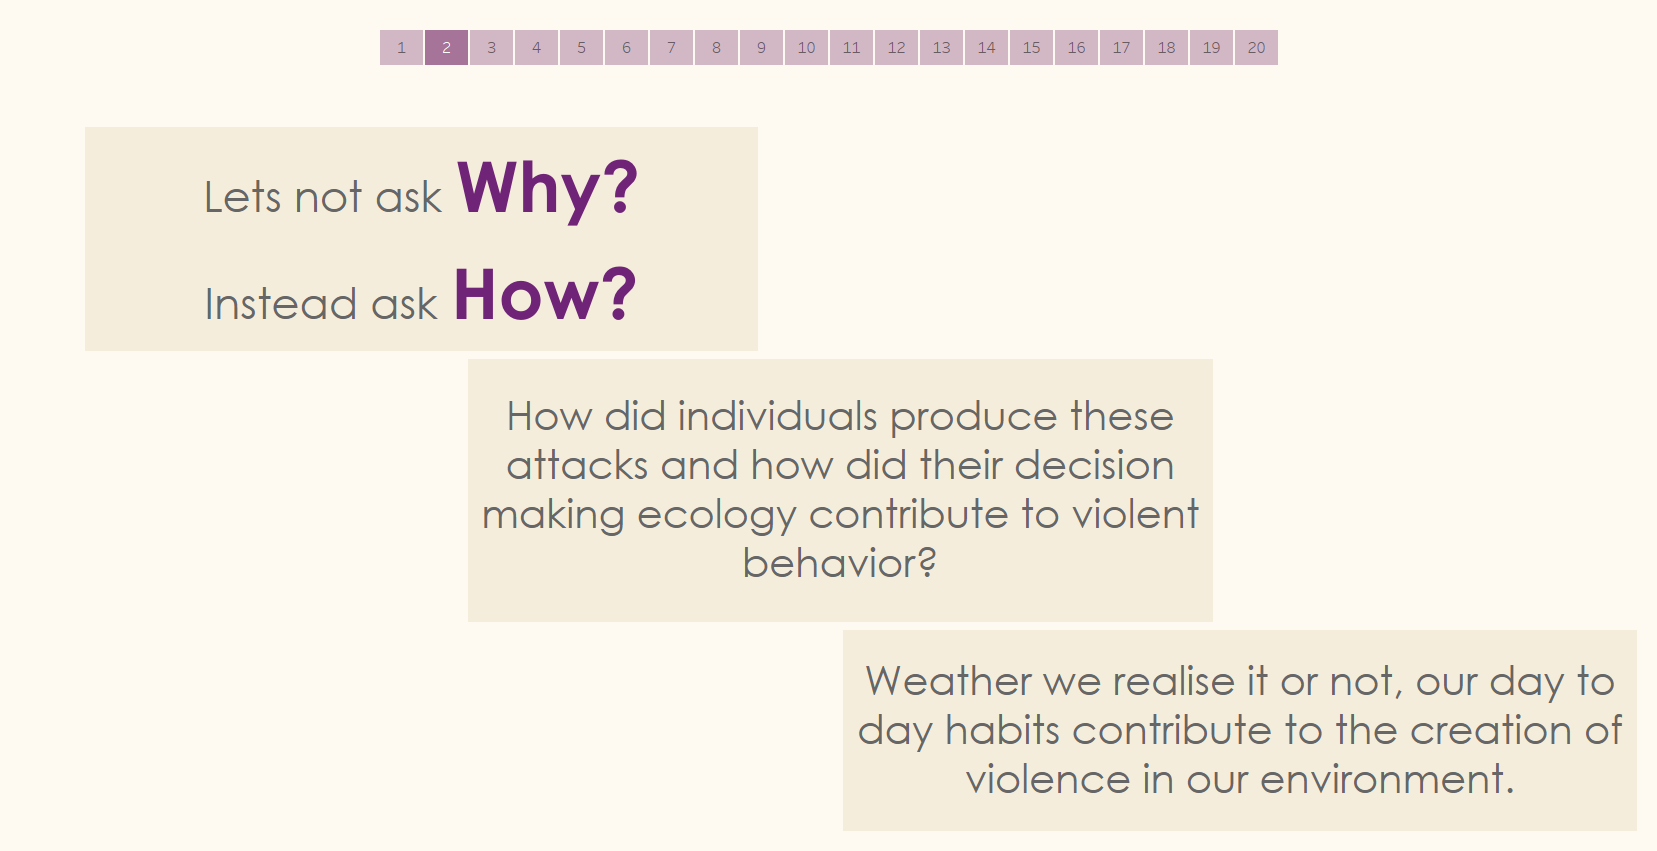 1 2 3 4 5 6 7 8 9 10 11 12 13 14 15 16 17 18 19 20
Lets not ask Why?
Instead ask How?
How did individuals produce these
attacks and how did their decision
making ecology contribute to violent
behavior?
Weather we realise it or not, our day to
day habits contribute to the creation of
violence in our environment.